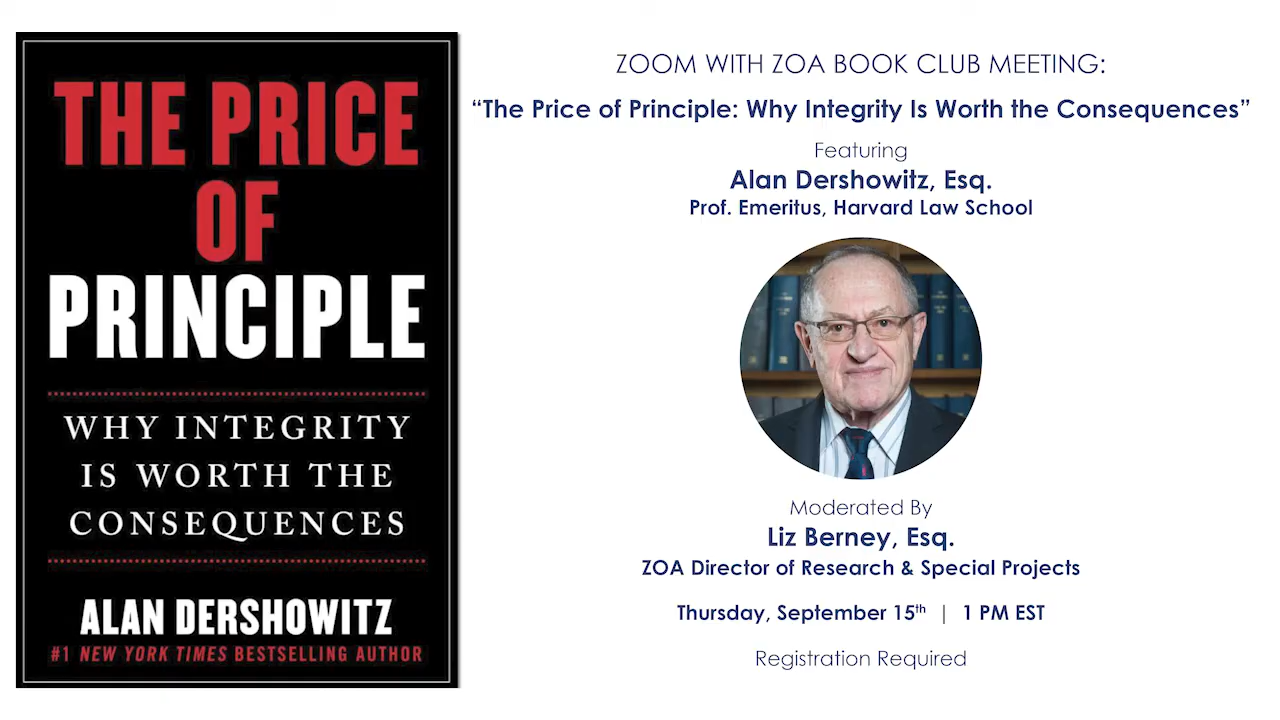 THE PRICE
OF
PRINCIPLE
WHY INTEGRITY
IS WORTH THE
CONSEQUENCES
ALAN DERSHOWITZ
#1 NEW YORK TIMES BESTSELLING AUTHOR
ZOOM WITH ZOA BOOK CLUB MEETING:
“The Price of Principle: Why Integrity Is Worth the Consequences”
Featuring
Alan Dershowitz, Esq.
Prof. Emeritus, Harvard Law School
Moderated By
Liz Berney, Esq.
ZOA Director of Research & Special Projects
Thursday, September 15th | 1 PM EST
Registration Required